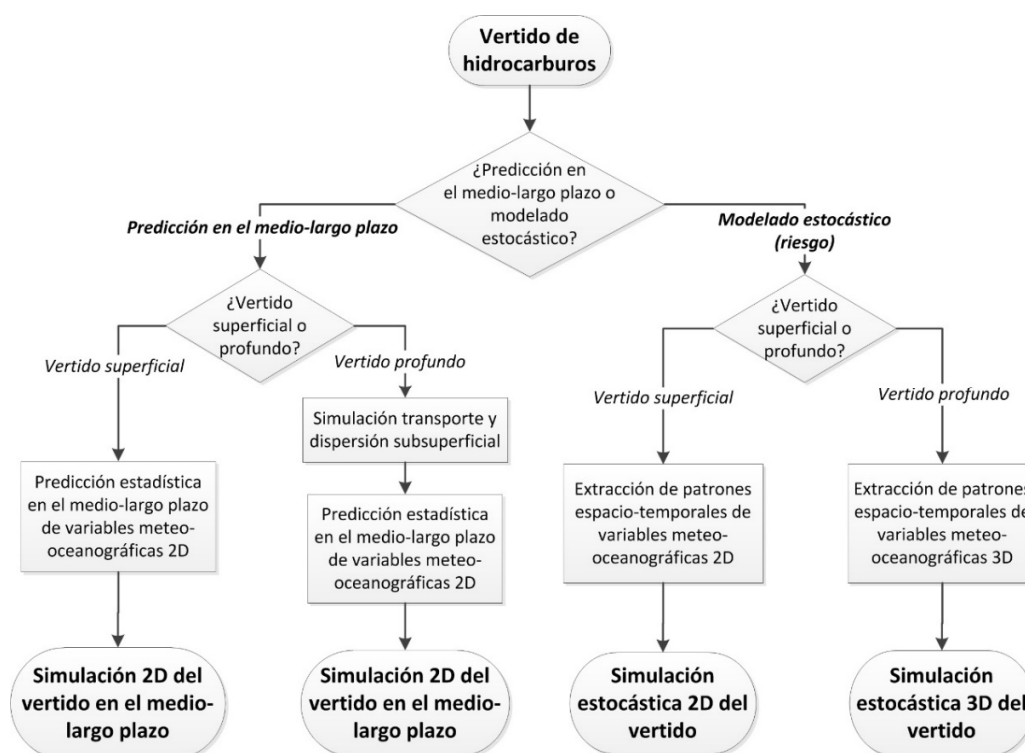 Vertido de
hidrocarburos
¿Predicción en
el medio-largo plazo o
modelado
estocástico?
Predicción en el medio-largo plazo
Modelado estocástico
(riesgo)
¿Vertido
superficial o
profundo?
¿Vertido
superficial o
profundo?
Vertido superficial
Vertido profundo
Vertido superficial
Vertido profundo
Simulación transporte y
dispersión subsuperficial
Predicción estadística
en el medio-largo plazo
de variables meteo-
oceanográficas 2D
Predicción estadística
en el medio-largo plazo
de variables meteo-
oceanográficas 2D
Extracción de patrones
espacio-temporales de
variables meteo-
oceanográficas 2D
Extracción de patrones
espacio-temporales de
variables meteo-
oceanográficas 3D
Simulación 2D del
vertido en el medio-
largo plazo
Simulación 2D del
vertido en el medio-
largo plazo
Simulación
estocástica 2D del
vertido
Simulación
estocástica 3D del
vertido